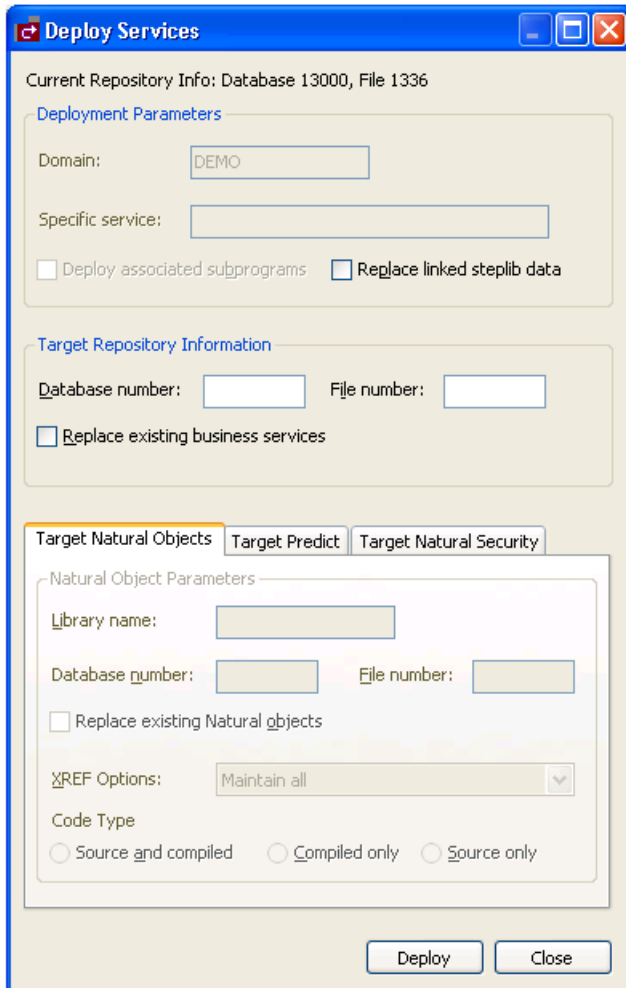 Deploy Services
Current Repository Info: Database 13000, File 1336
Deployment Parameters
Domain: DEMO
Specific service:
Deploy associated subprograms Replace linked steplib data
Target Repository Information
Database number: File number:
Replace existing business services
Target Natural Objects Target Predict Target Natural Security
Natural Object Parameters
Library name:
Database number: File number:
Replace existing Natural objects
XREF Options: Maintain all
Code Type
Source and compiled Compiled only Source only
Deploy Close